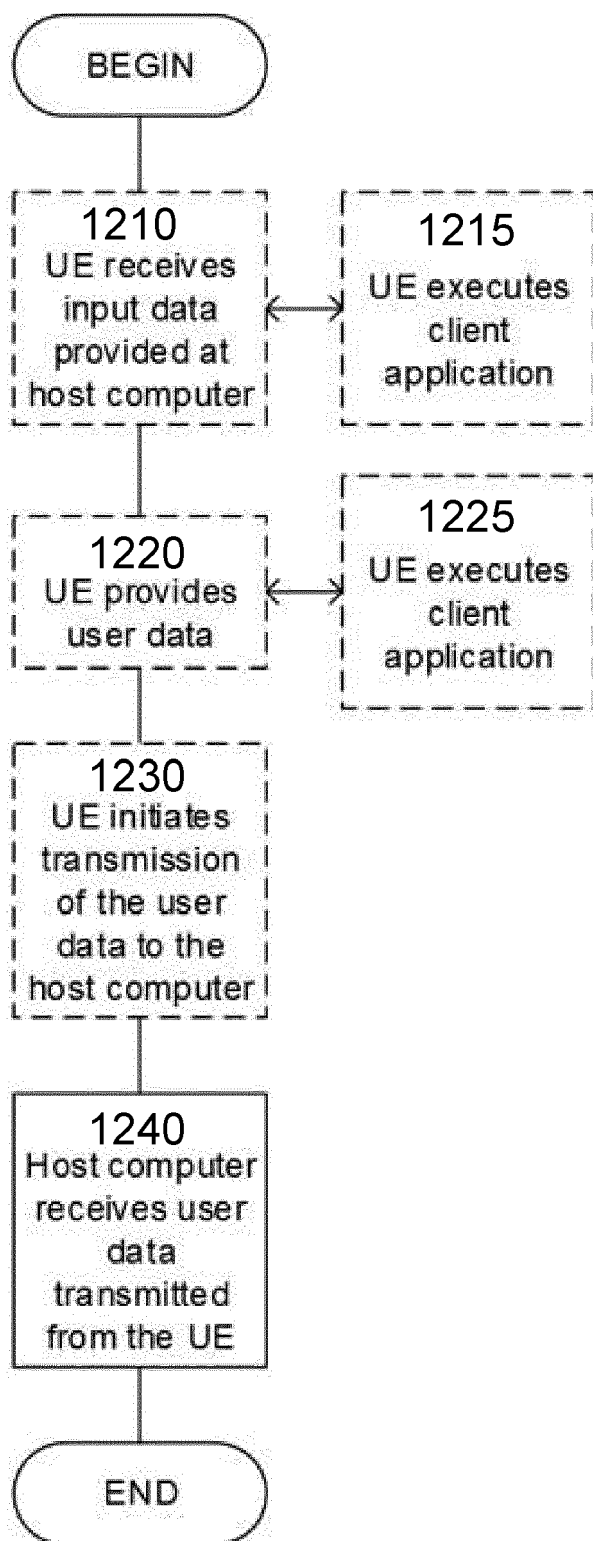 BEGIN
1210
UE receives
input data
provided at
host computer
1215
UE executes
client
application
1220
UE provides
user data
1225
UE executes
client
application
1230
UE initiates
transmission
of the user
data to the
host computer
1240
Host computer
receives user
data
transmitted
from the UE
END